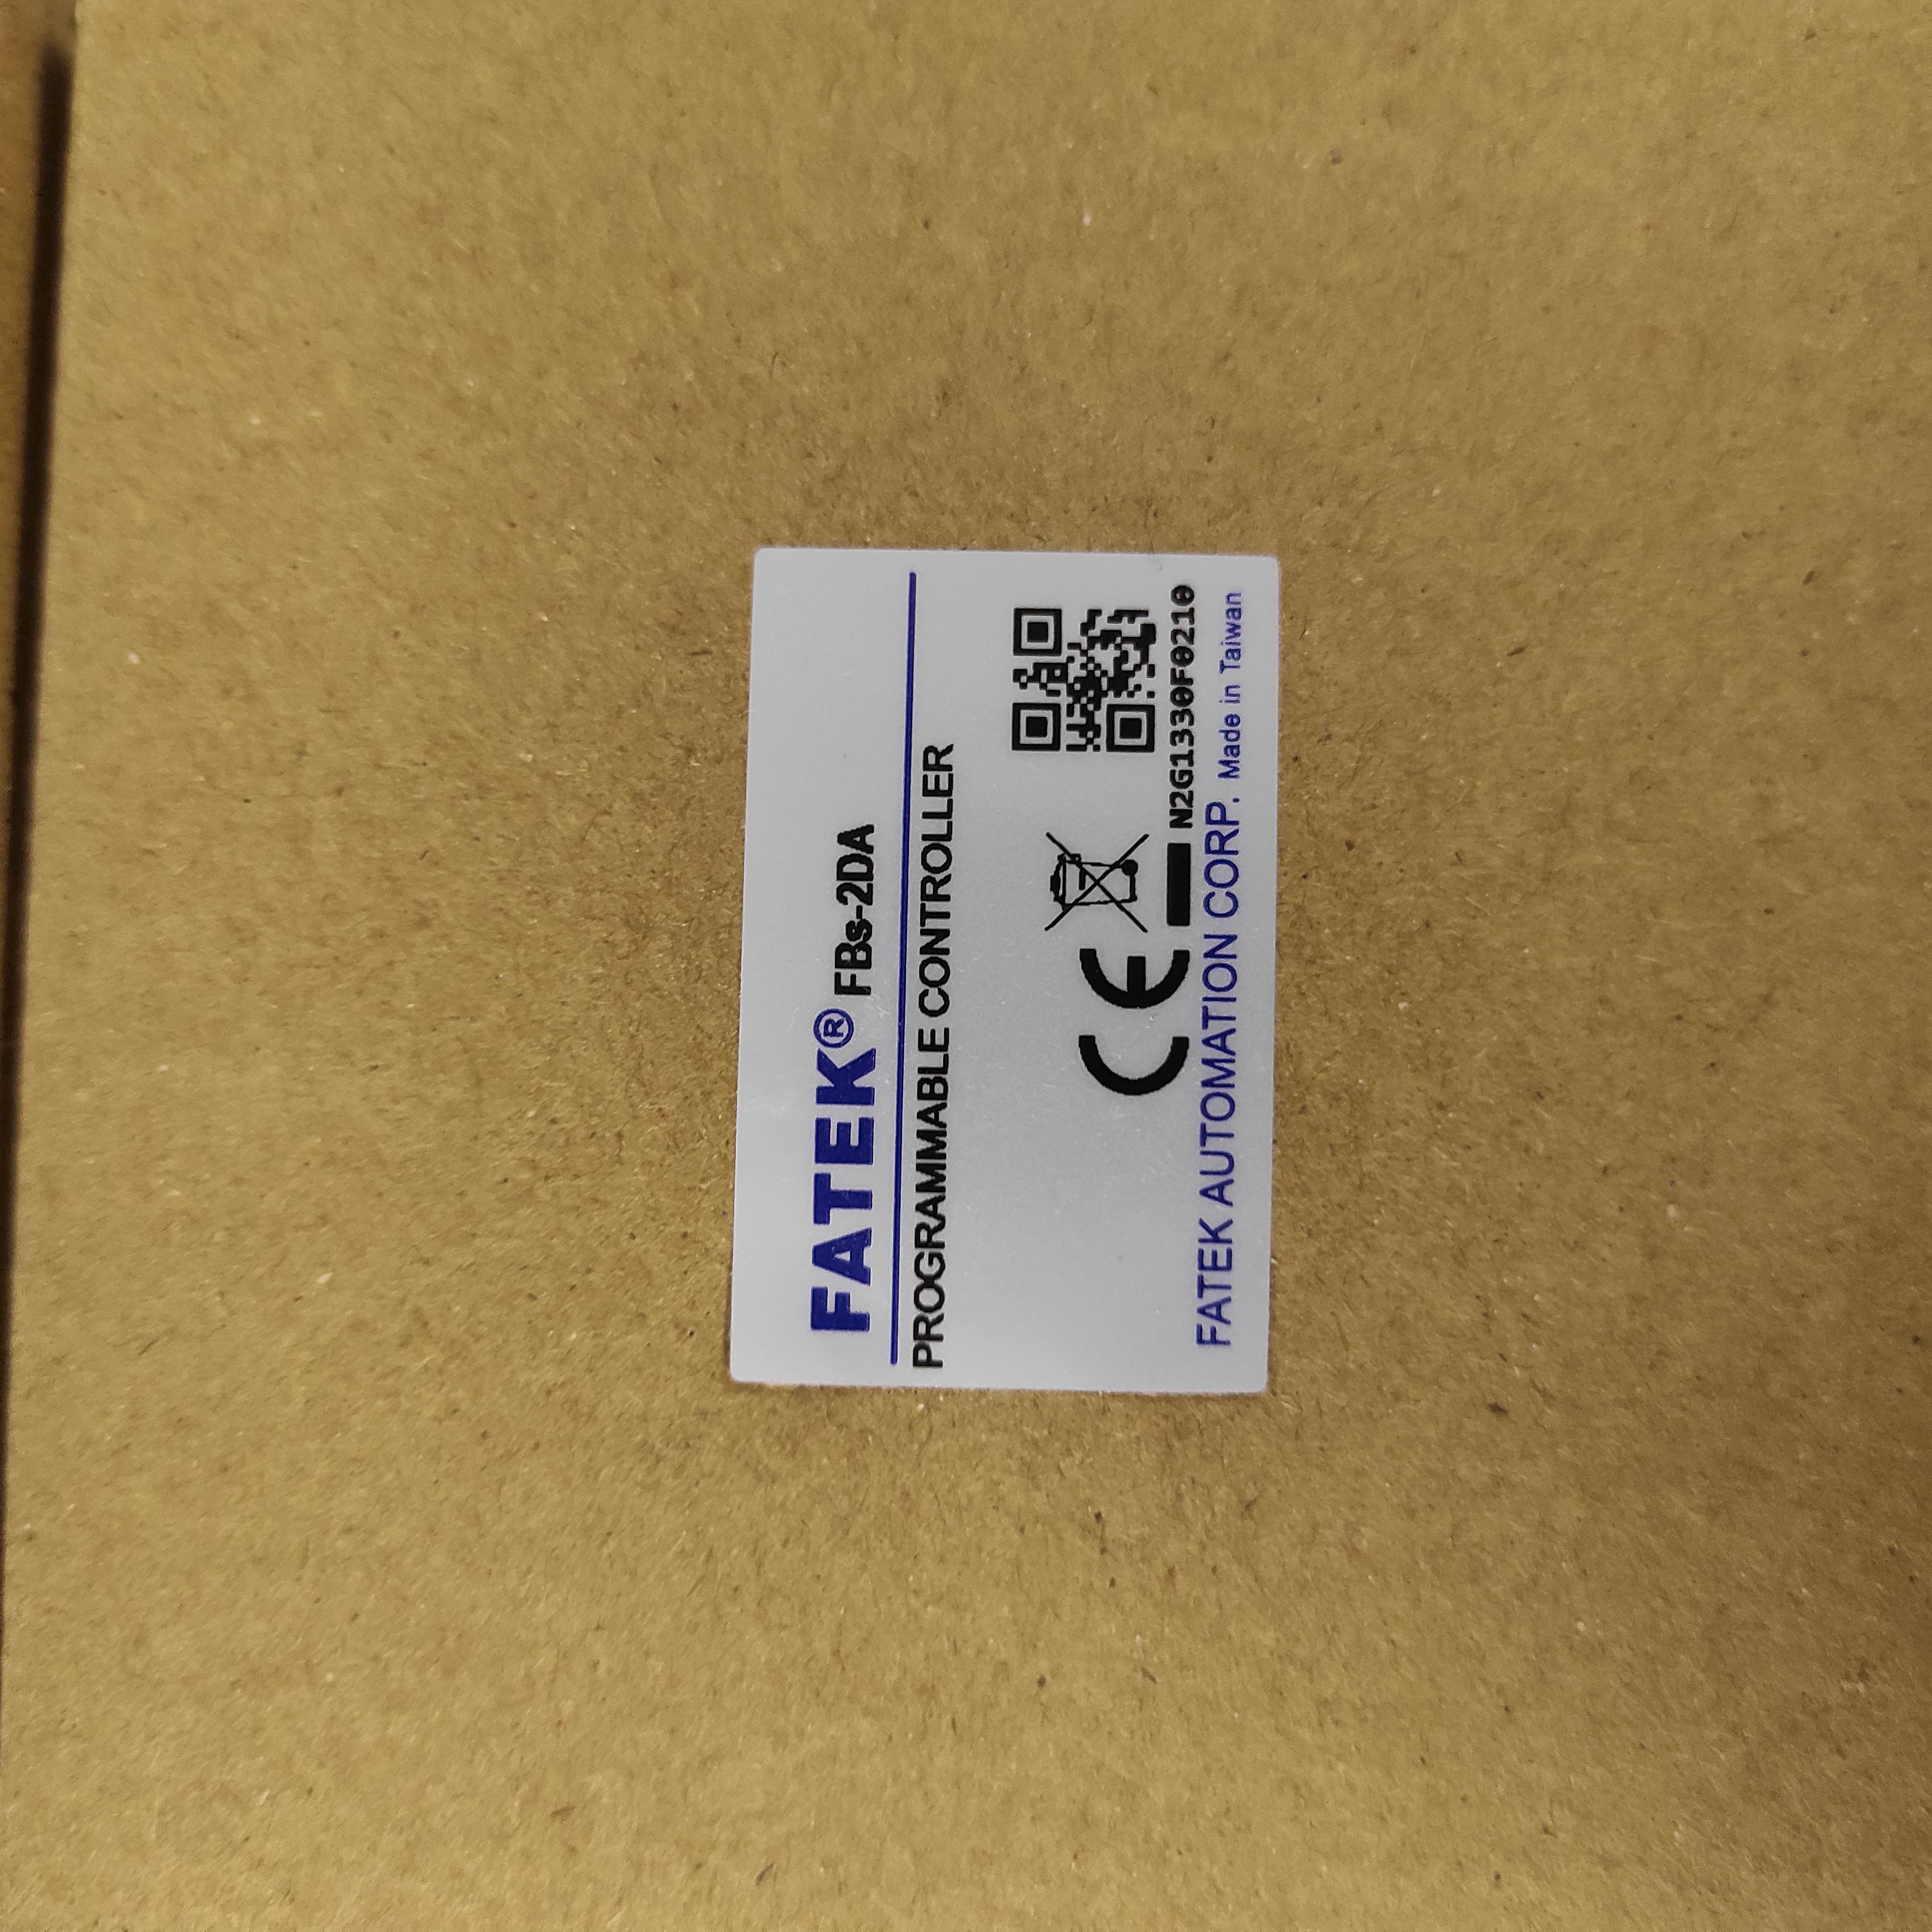 FATEK® FBs-2DA
PROGRAMMABLE CONTROLLER
CE
N2G1330F0210
FATEK AUTOMATION CORP. Made in Taiwan